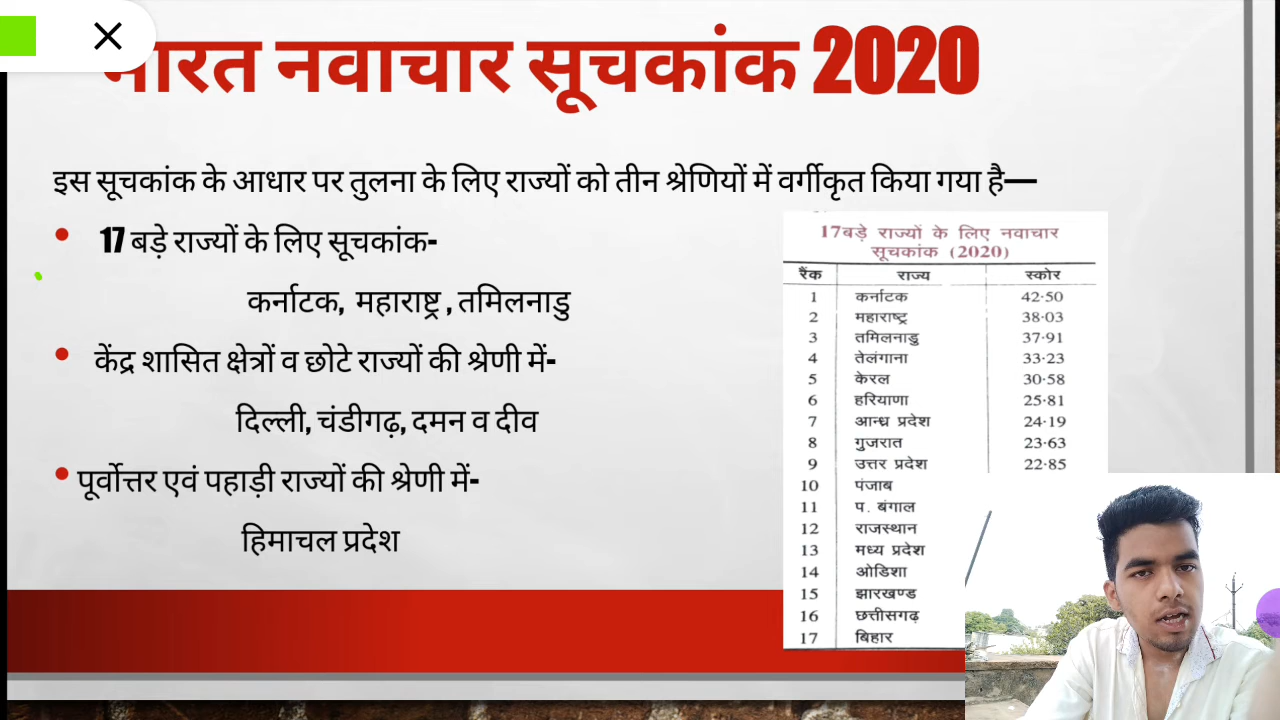 भारत नवाचार सूचकांक 2020
इस सूचकांक के आधार पर तुलना के लिए राज्यों को तीन श्रेणियों में वर्गीकृत किया गया है—
• 17 बड़े राज्यों के लिए सूचकांक-
कर्नाटक, महाराष्ट्र , तमिलनाडु
• केंद्र शासित क्षेत्रों व छोटे राज्यों की श्रेणी में-
दिल्ली, चंडीगढ़, दमन व दीव
• पूर्वोत्तर एवं पहाड़ी राज्यों की श्रेणी में-
हिमाचल प्रदेश
17बड़े राज्यों के लिए नवाचार
सूचकांक (2020)
रैंक राज्य स्कोर
1 कर्नाटक 42·50
2 महाराष्ट्र 38·03
3 तमिलनाडु 37·91
4 तेलंगाना 33·23
5 केरल 30·58
6 हरियाणा 25·81
7 आन्ध्र प्रदेश 24·19
8 गुजरात 23·63
9 उत्तर प्रदेश 22·85
10 पंजाब
11 प. बंगाल
12 राजस्थान
13 मध्य प्रदेश
14 ओडिशा
15 झारखण्ड
16 छत्तीसगढ़
17 बिहार